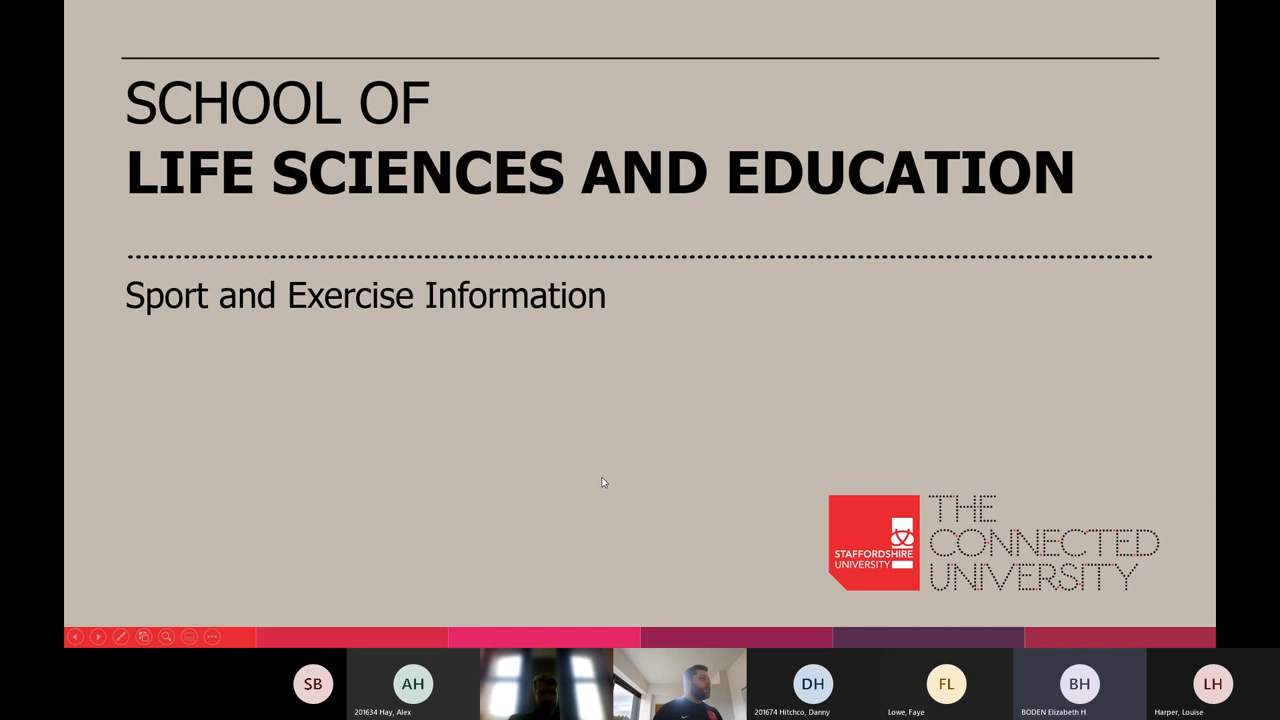 SCHOOL OF
LIFE SCIENCES AND EDUCATION
Sport and Exercise Information
STAFFORDSHIRE
UNIVERSITY
THE
CONNECTED
UNIVERSITY
SB
AH
DH
FL
BH
LH
201634 Hay, Alex
201674 Hitchco, Danny
Lowe, Faye
BODEN Elizabeth H
Harper, Louise